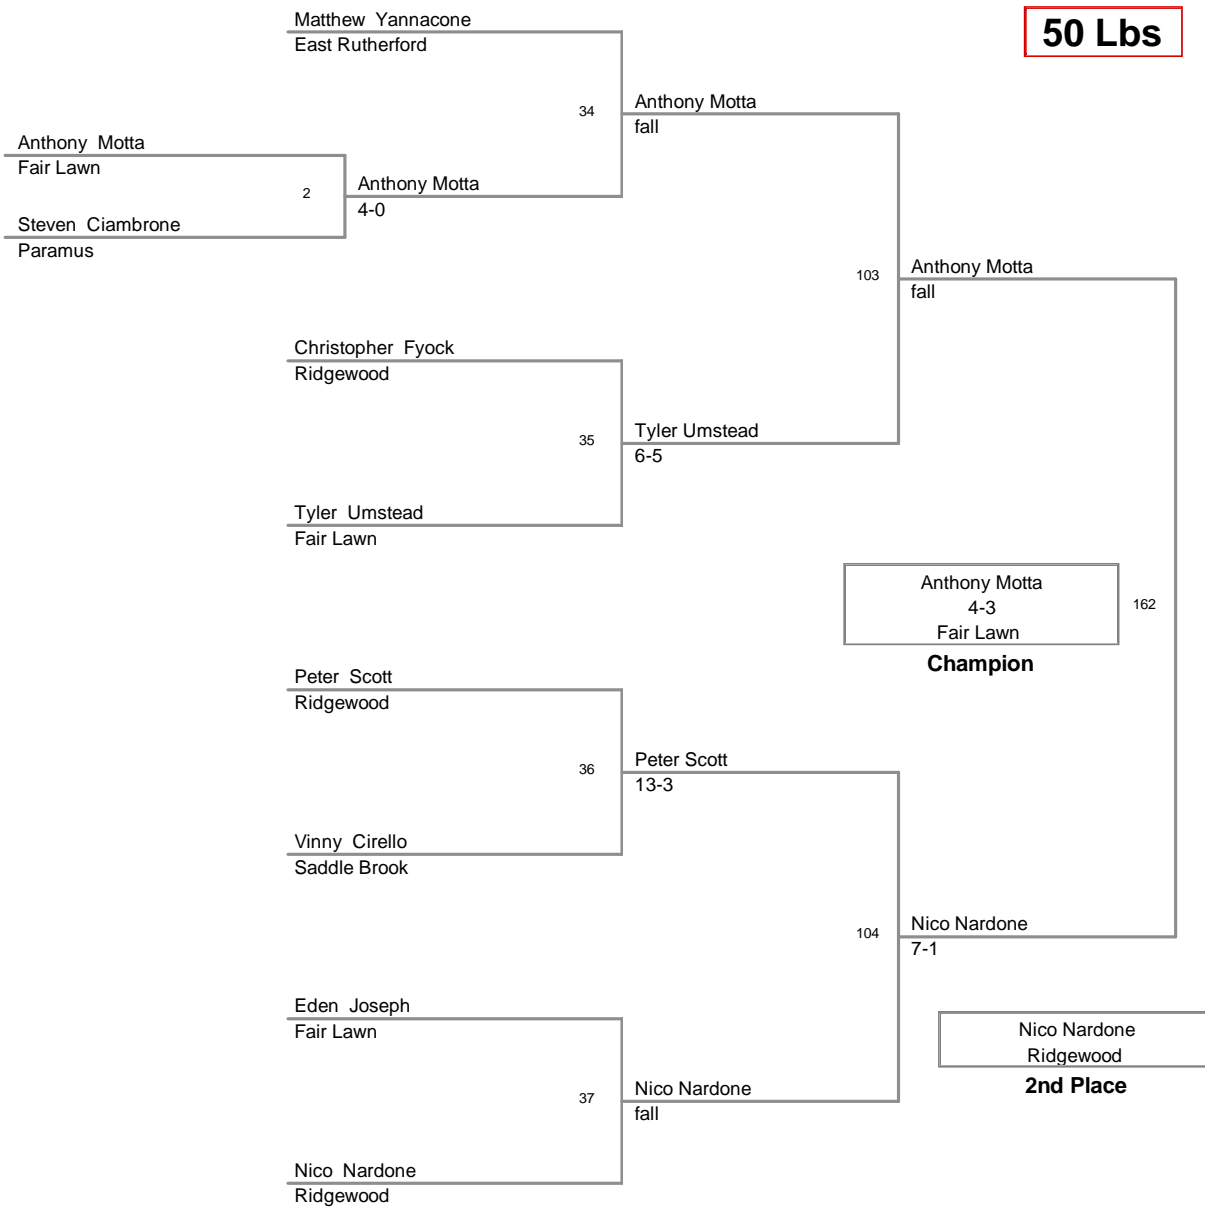 Matthew Yannacone
East Rutherford
50 Lbs
34
Anthony Motta
fall
Anthony Motta
Fair Lawn
2
Anthony Motta
4-0
Steven Ciambrone
Paramus
103
Anthony Motta
fall
Christopher Fyock
Ridgewood
35
Tyler Umstead
6-5
Tyler Umstead
Fair Lawn
Anthony Motta
4-3
Fair Lawn
162
Champion
Peter Scott
Ridgewood
36
Peter Scott
13-3
Vinny Cirello
Saddle Brook
104
Nico Nardone
7-1
Eden Joseph
Fair Lawn
Nico Nardone
Ridgewood
2nd Place
37
Nico Nardone
fall
Nico Nardone
Ridgewood